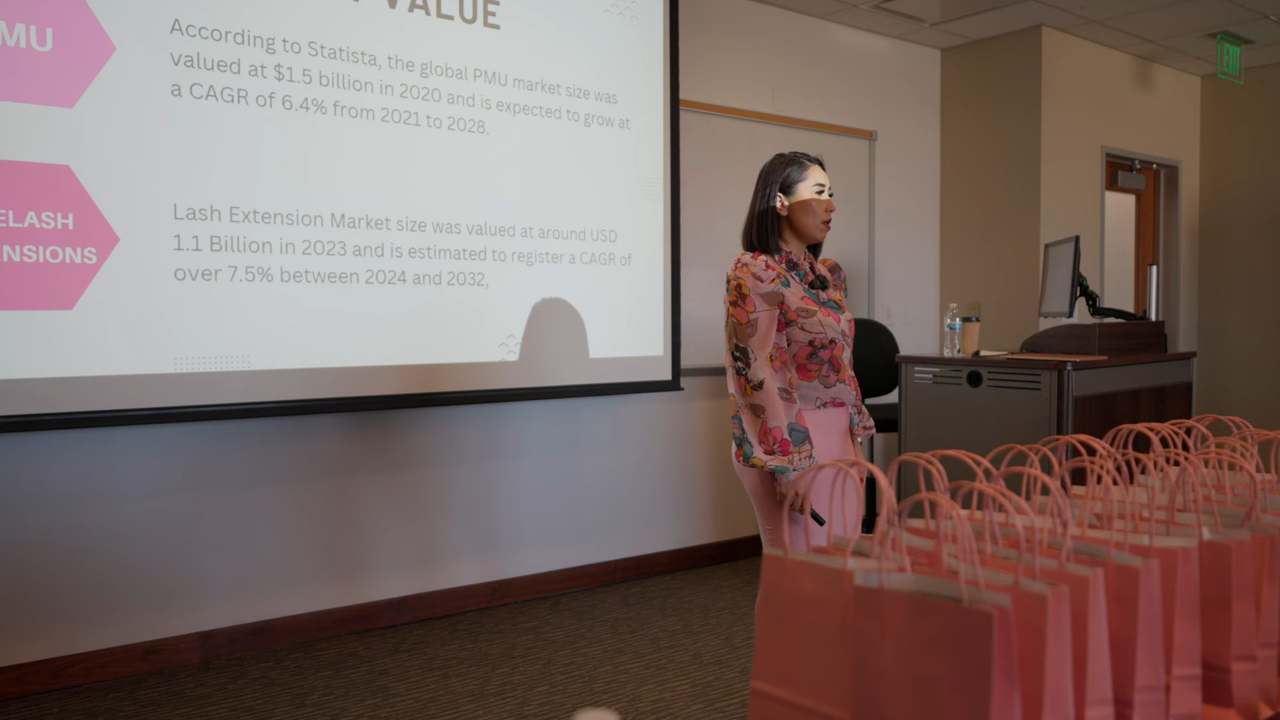 VALUE
MU
According to Statista, the global PMU market size was
valued at $1.5 billion in 2020 and is expected to grow at
a CAGR of 6.4% from 2021 to 2028.
ELASH
NSIONS
Lash Extension Market size was valued at around USD
1.1 Billion in 2023 and is estimated to register a CAGR of
over 7.5% between 2024 and 2032,
EXIT